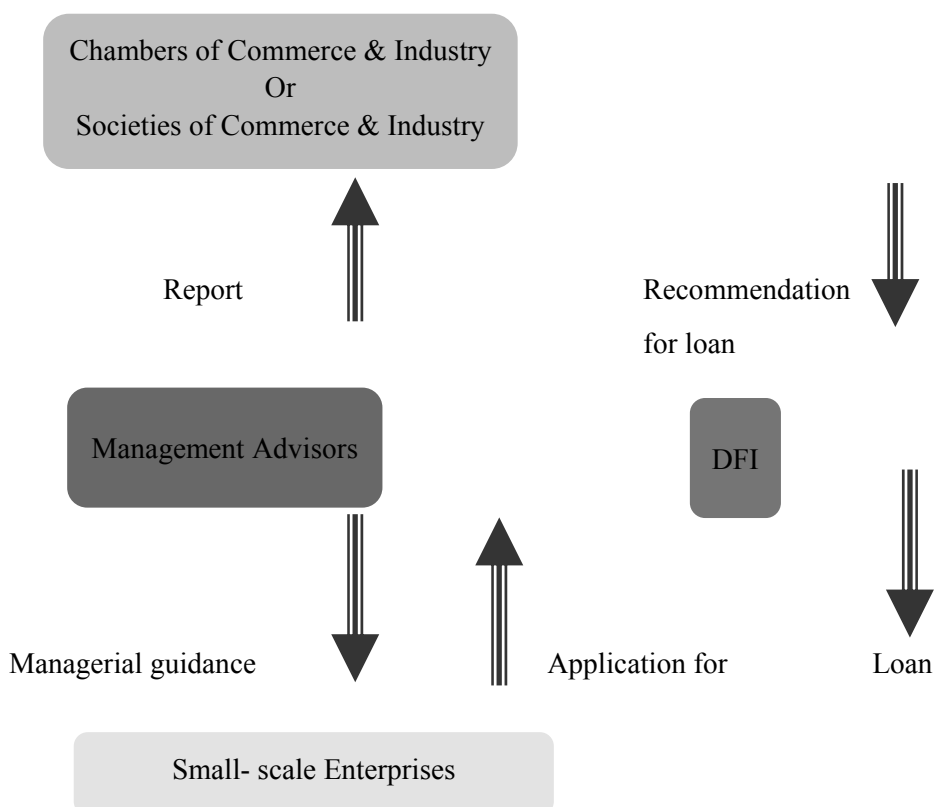 Chambers of Commerce & Industry
Or
Societies of Commerce & Industry
Report
Recommendation
for loan
Management Advisors
DFI
Managerial guidance
Application for
Loan
Small- scale Enterprises